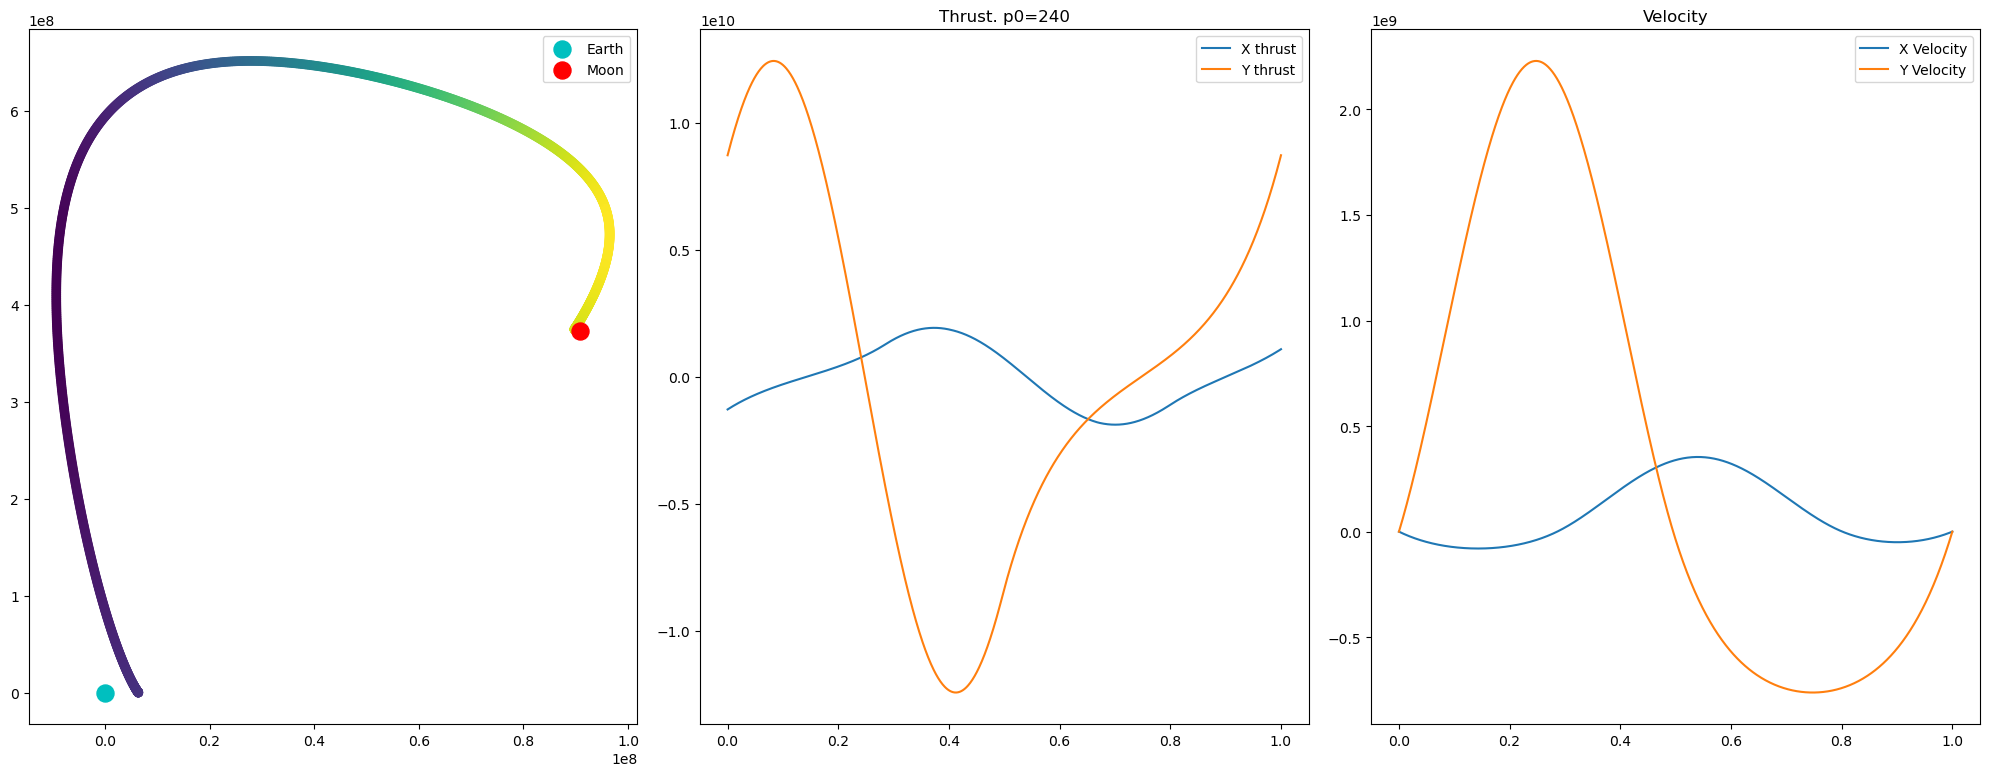 1e8
Earth
Moon
6
5
4
3
2
1
0
0.0 0.2 0.4 0.6 0.8 1.0
1e8
Thrust. p0=240
1e10
X thrust
Y thrust
1.0
0.5
0.0
−0.5
−1.0
0.0 0.2 0.4 0.6 0.8 1.0
Velocity
1e9
X Velocity
Y Velocity
2.0
1.5
1.0
0.5
0.0
−0.5
0.0 0.2 0.4 0.6 0.8 1.0